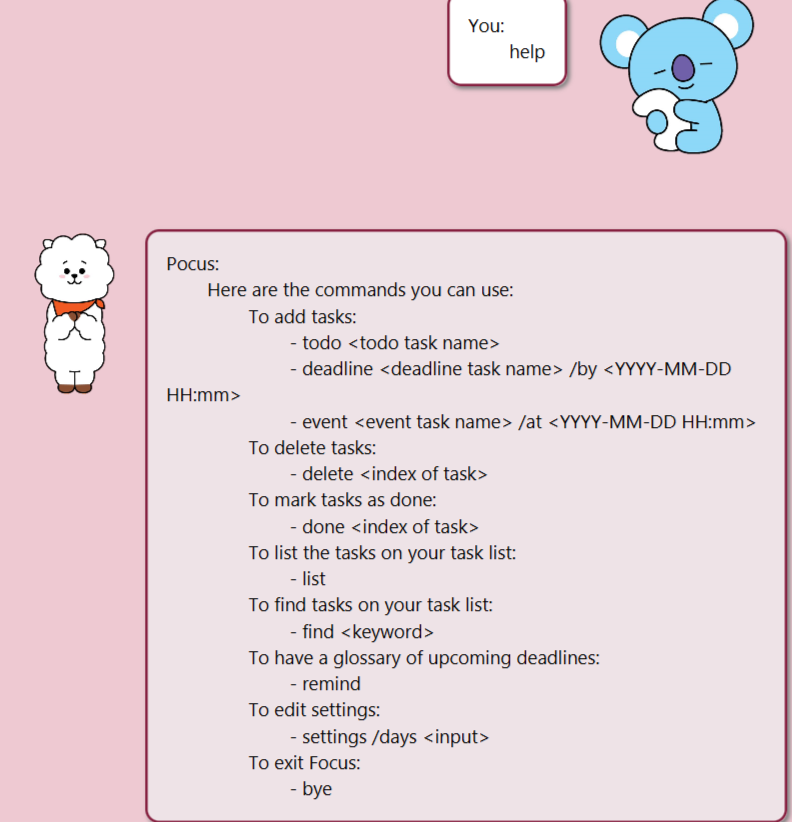 You:
help
Pocus:
Here are the commands you can use:
To add tasks:
- todo <todo task name>
- deadline <deadline task name> /by <YYYY-MM-DD
HH:mm>
- event <event task name> /at <YYYY-MM-DD HH:mm>
To delete tasks:
- delete <index of task>
To mark tasks as done:
- done <index of task>
To list the tasks on your task list:
- list
To find tasks on your task list:
- find <keyword>
To have a glossary of upcoming deadlines:
- remind
To edit settings:
- settings /days <input>
To exit Focus:
- bye